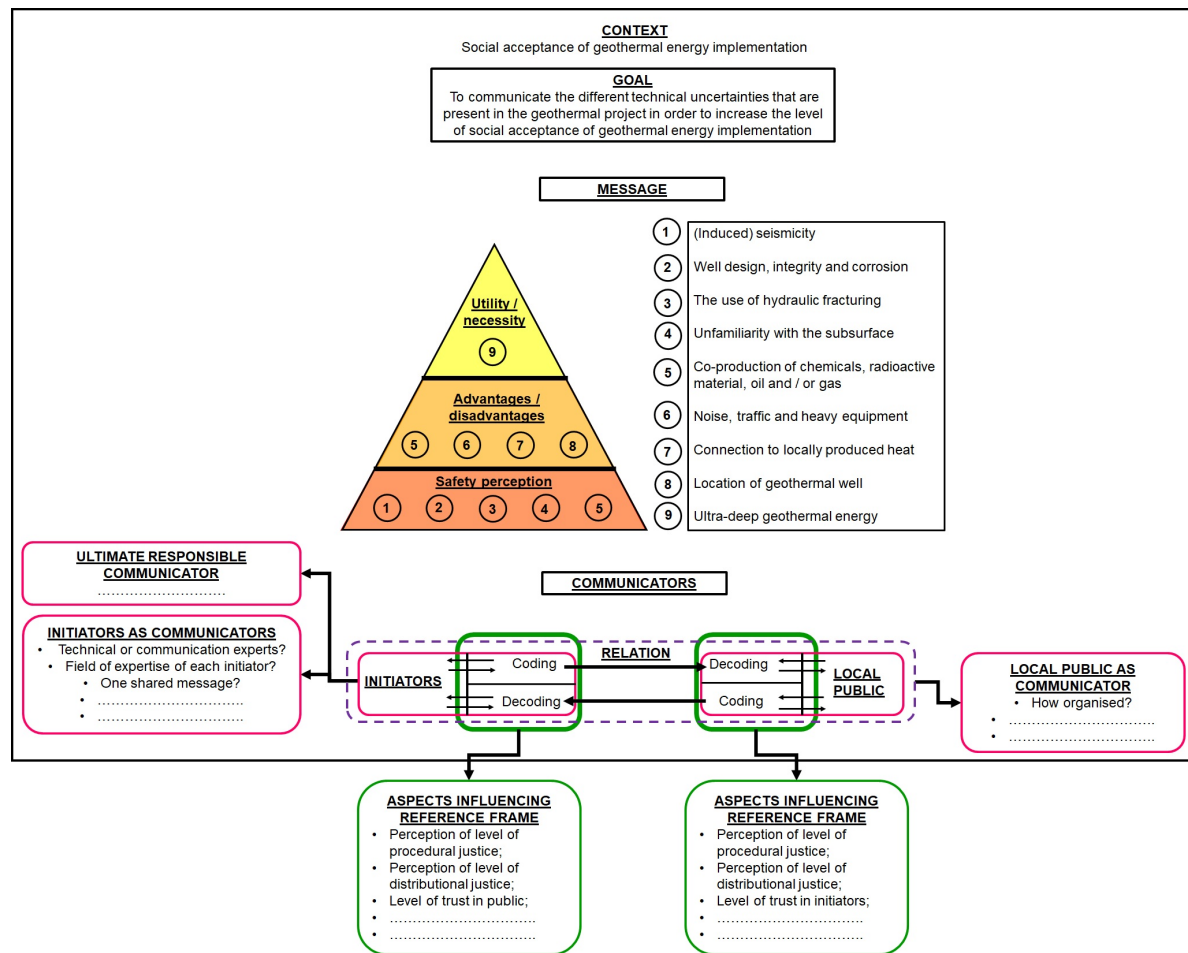 CONTEXT
Social acceptance of geothermal energy implementation
GOAL
To communicate the different technical uncertainties that are
present in the geothermal project in order to increase the level
of social acceptance of geothermal energy implementation
MESSAGE
Utility /
necessity
9
Advantages /
disadvantages
5 6 7 8
Safety perception
1 2 3 4 5
1 (Induced) seismicity
2 Well design, integrity and corrosion
3 The use of hydraulic fracturing
4 Unfamiliarity with the subsurface
5 Co-production of chemicals, radioactive
material, oil and / or gas
6 Noise, traffic and heavy equipment
7 Connection to locally produced heat
8 Location of geothermal well
9 Ultra-deep geothermal energy
COMMUNICATORS
ULTIMATE RESPONSIBLE
COMMUNICATOR
…………………………
INITIATORS AS COMMUNICATORS
• Technical or communication experts?
• Field of expertise of each initiator?
• One shared message?
• …………………………
• …………………………
RELATION
INITIATORS
Coding
Decoding
Decoding
Coding
LOCAL
PUBLIC
LOCAL PUBLIC AS
COMMUNICATOR
• How organised?
• …………………………
• …………………………
ASPECTS INFLUENCING
REFERENCE FRAME
• Perception of level of
procedural justice;
• Perception of level of
distributional justice;
• Level of trust in public;
• …………………………
• …………………………
ASPECTS INFLUENCING
REFERENCE FRAME
• Perception of level of
procedural justice;
• Perception of level of
distributional justice;
• Level of trust in initiators;
• …………………………
• …………………………